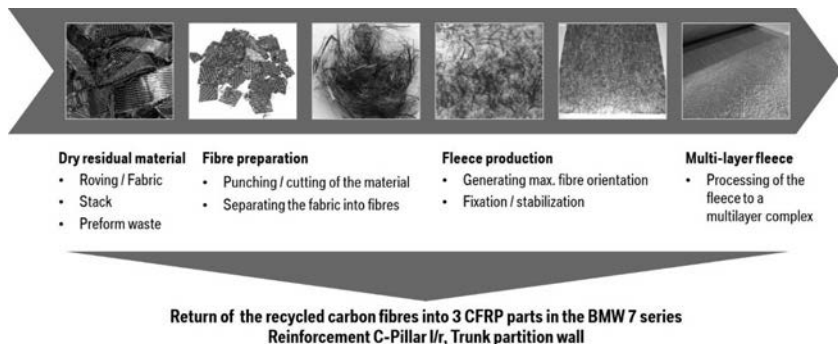 Dry residual material
• Roving / Fabric
• Stack
• Preform waste
Fibre preparation
• Punching / cutting of the material
• Separating the fabric into fibres
Fleece production
• Generating max. fibre orientation
• Fixation / stabilization
Multi-layer fleece
• Processing of the
fleece to a
multilayer complex
Return of the recycled carbon fibres into 3 CFRP parts in the BMW 7 series
Reinforcement C-Pillar l/r, Trunk partition wall